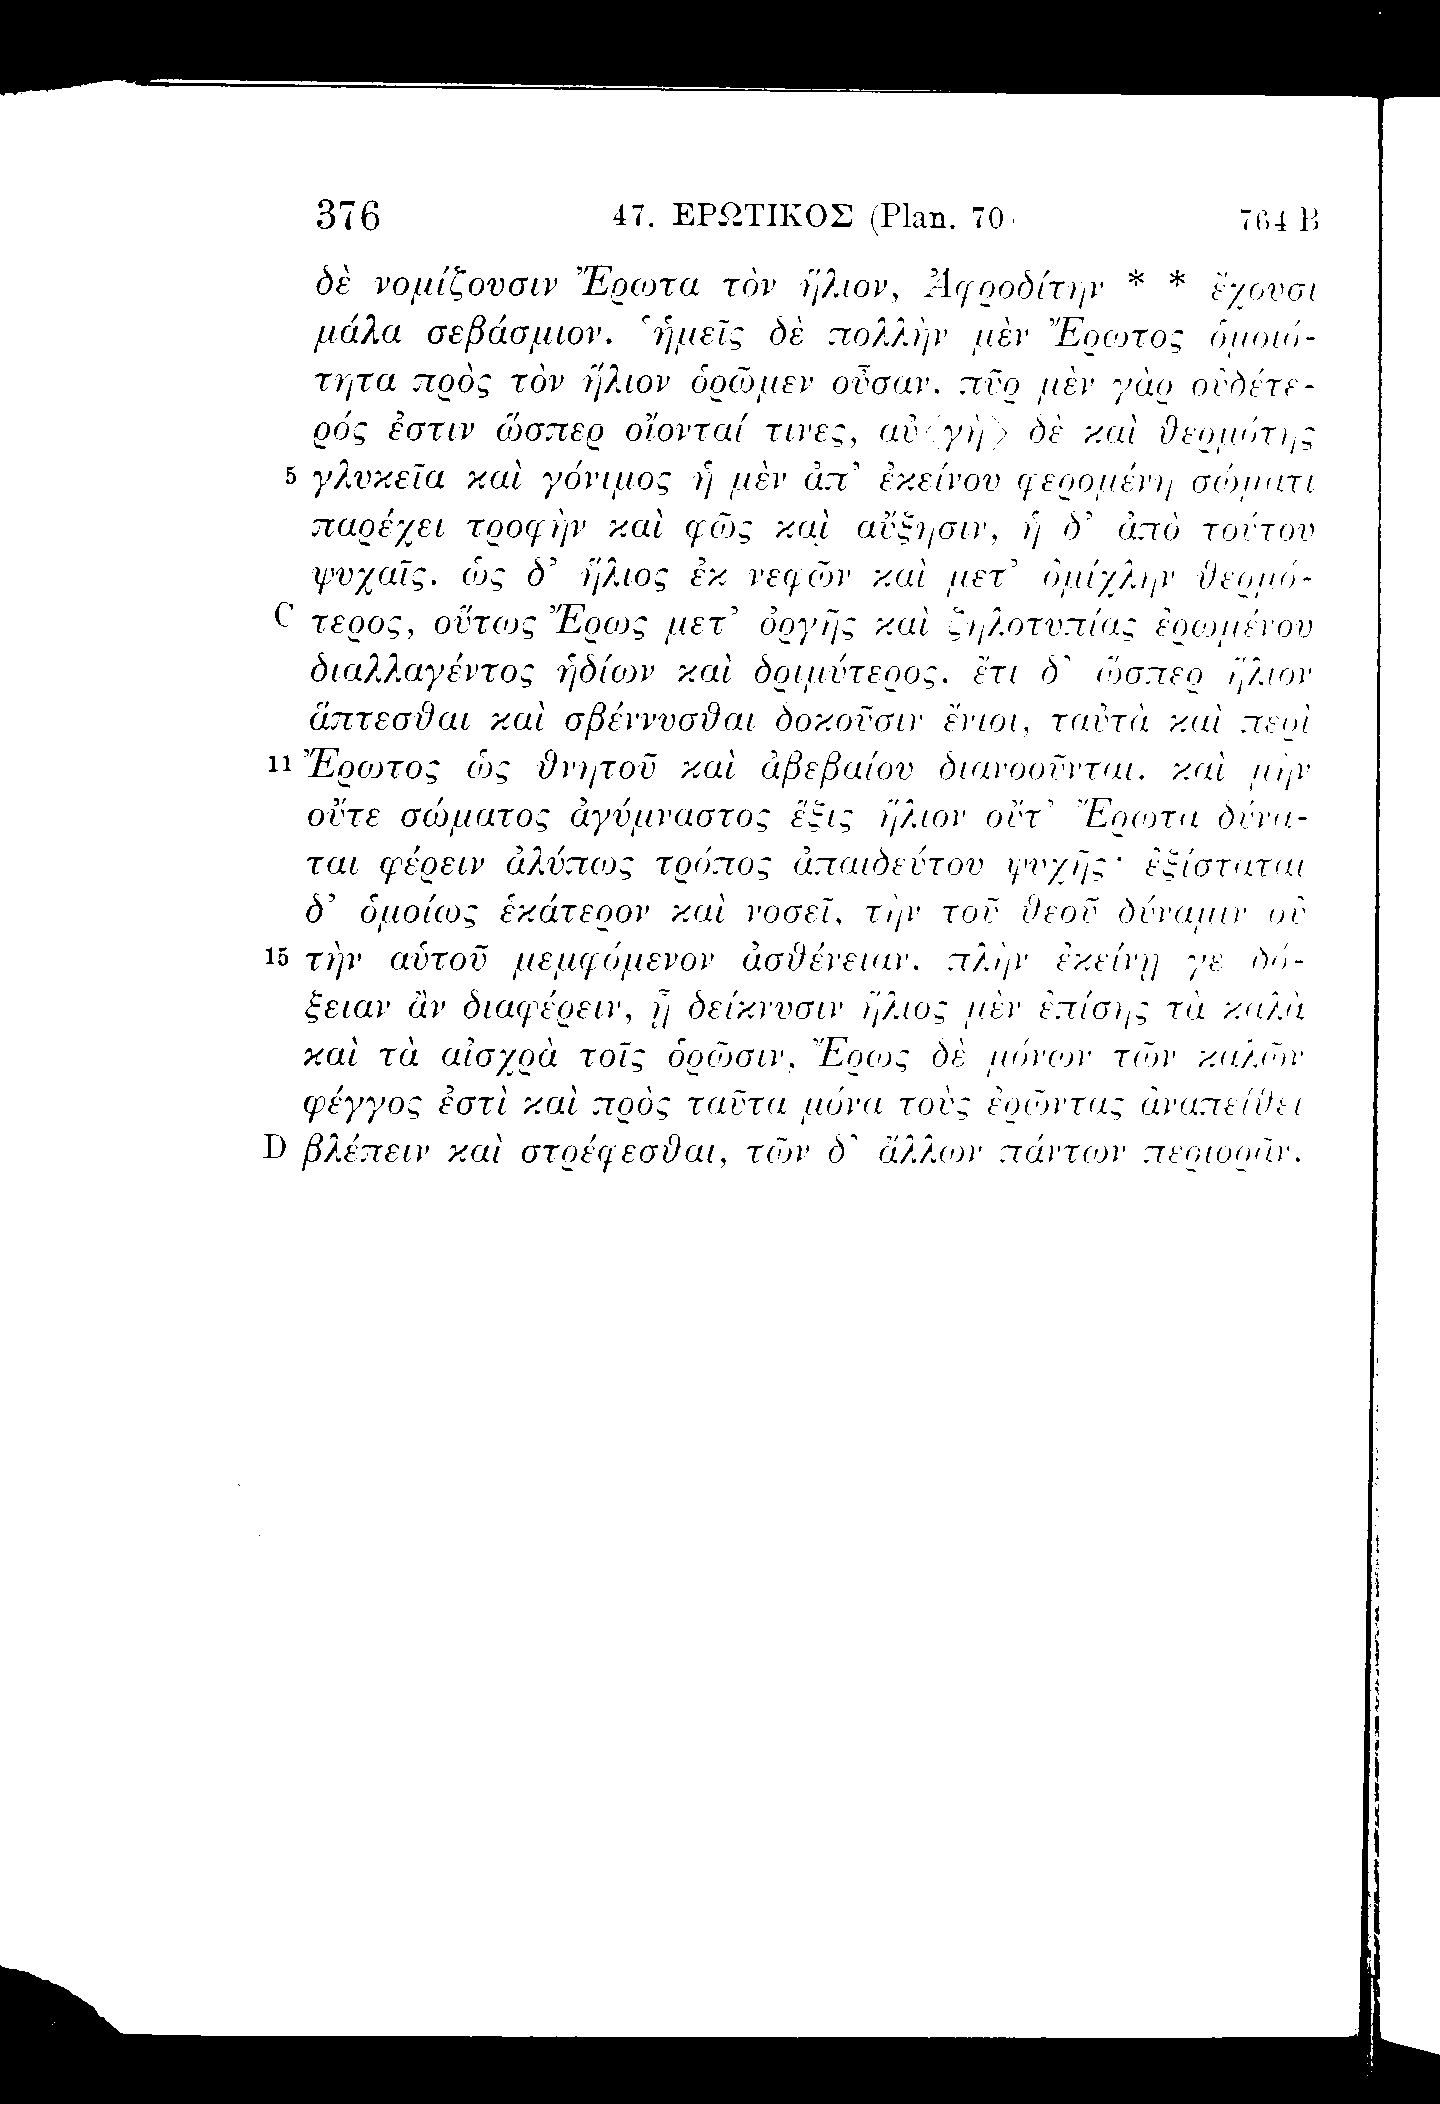 376 47. ΕΡΩΤΙΚΟΣ (Plan. 70 764 B
δὲ νομίζουσιν Ἔρωτα τὸν ἥλιον, Ἀφροδίτην * * ἔχουσι
μάλα σεβάσμιον. ‘ἡμεῖς δὲ πολλὴν μὲν Ἔρωτος ὁμοιό-
τητα πρὸς τὸν ἥλιον ὁρῶμεν οὖσαν. πῦρ μὲν γὰρ οὐδέτε-
ρός ἐστιν ὥσπερ οἴονταί τινες, αὐ〈γὴ〉 δὲ καὶ θερμότης
5 γλυκεῖα καὶ γόνιμος ἡ μὲν ἀπ’ ἐκείνου φερομένη σώματι
παρέχει τροφὴν καὶ φῶς καὶ αὔξησιν, ἡ δ’ ἀπὸ τούτου
ψυχαῖς. ὡς δ’ ἥλιος ἐκ νεφῶν καὶ μετ’ ὁμίχλην θερμό-
C τερος, οὕτως Ἔρως μετ’ ὀργῆς καὶ ζηλοτυπίας ἐρωμένου
διαλλαγέντος ἡδίων καὶ δριμύτερος. ἔτι δ’ ὥσπερ ἥλιον
ἅπτεσθαι καὶ σβέννυσθαι δοκοῦσιν ἔνιοι, ταὐτὰ καὶ περὶ
11 Ἔρωτος ὡς θνητοῦ καὶ ἀβεβαίου διανοοῦνται. καὶ μὴν
οὔτε σώματος ἀγύμναστος ἕξις ἥλιον οὔτ’ Ἔρωτα δύνα-
ται φέρειν ἀλύπως τρόπος ἀπαιδεύτου ψυχῆς· ἐξίσταται
δ’ ὁμοίως ἑκάτερον καὶ νοσεῖ, τὴν τοῦ θεοῦ δύναμιν οὐ
15 τὴν αὑτοῦ μεμφόμενον ἀσθένειαν. πλὴν ἐκείνῃ γε δό-
ξειαν ἂν διαφέρειν, ᾗ δείκνυσιν ἥλιος μὲν ἐπίσης τὰ καλὰ
καὶ τὰ αἰσχρὰ τοῖς ὁρῶσιν, Ἔρως δὲ μόνων τῶν καλῶν
φέγγος ἐστὶ καὶ πρὸς ταῦτα μόνα τοὺς ἐρῶντας ἀναπείθει
D βλέπειν καὶ στρέφεσθαι, τῶν δ’ ἄλλων πάντων περιορᾶν.